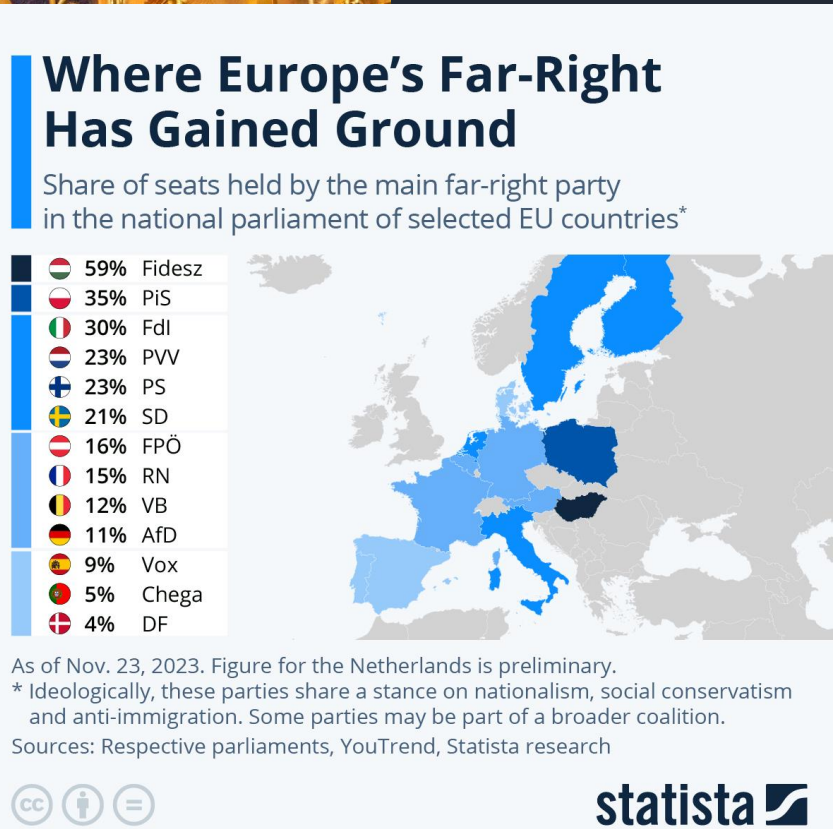 Where Europe's Far-Right
Has Gained Ground
Share of seats held by the main far-right party
in the national parliament of selected EU countries*
59% Fidesz
35% PiS
30% FdI
23% PVV
23% PS
21% SD
16% FPÖ
15% RN
12% VB
11% AfD
9% Vox
5% Chega
4% DF
As of Nov. 23, 2023. Figure for the Netherlands is preliminary.
* Ideologically, these parties share a stance on nationalism, social conservatism
and anti-immigration. Some parties may be part of a broader coalition.
Sources: Respective parliaments, YouTrend, Statista research
cc
statista